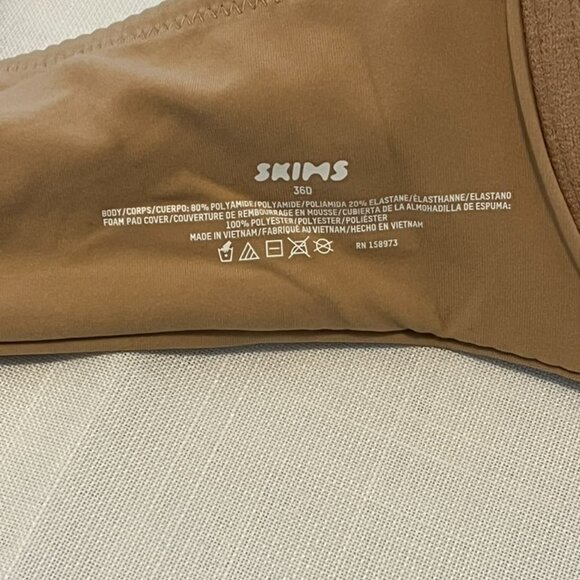 SKIMS
36D
BODY/CORPS/CUERPO: 80% POLYAMIDE/POLYAMIDE/POLIAMIDA 20% ELASTANE/ÉLASTHANNE/ELASTANO
FOAM PAD COVER/COUVERTURE DE REMBOURRAGE EN MOUSSE/CUBIERTA DE LA ALMOHADILLA DE ESPUMA:
100% POLYESTER/POLYESTER/POLIÉSTER
MADE IN VIETNAM/FABRIQUÉ AU VIETNAM/HECHO EN VIETNAM
RN 158973